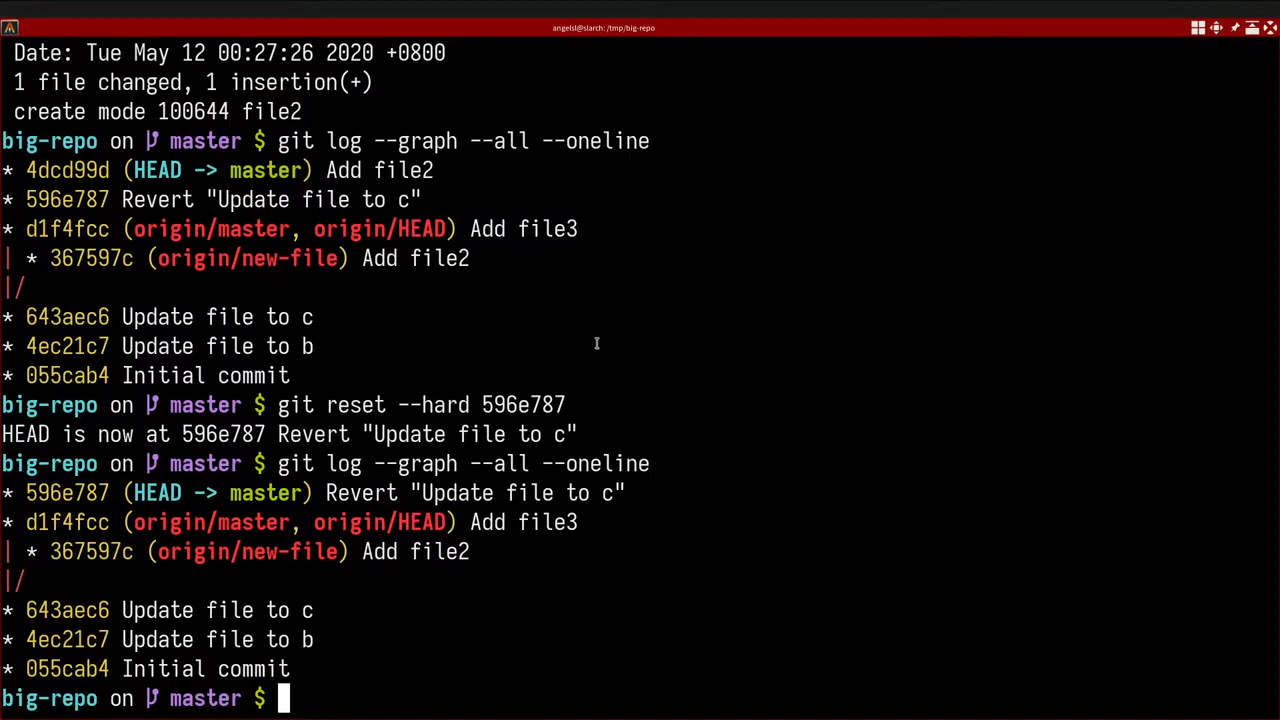 angelsl@slarch: /tmp/big-repo
Date: Tue May 12 00:27:26 2020 +0800
1 file changed, 1 insertion(+)
create mode 100644 file2
big-repo on master $ git log --graph --all --oneline
* 4dcd99d (HEAD -> master) Add file2
* 596e787 Revert "Update file to c"
* d1f4fcc (origin/master, origin/HEAD) Add file3
| * 367597c (origin/new-file) Add file2
|/
* 643aec6 Update file to c
* 4ec21c7 Update file to b
* 055cab4 Initial commit
big-repo on master $ git reset --hard 596e787
HEAD is now at 596e787 Revert "Update file to c"
big-repo on master $ git log --graph --all --oneline
* 596e787 (HEAD -> master) Revert "Update file to c"
* d1f4fcc (origin/master, origin/HEAD) Add file3
| * 367597c (origin/new-file) Add file2
|/
* 643aec6 Update file to c
* 4ec21c7 Update file to b
* 055cab4 Initial commit
big-repo on master $